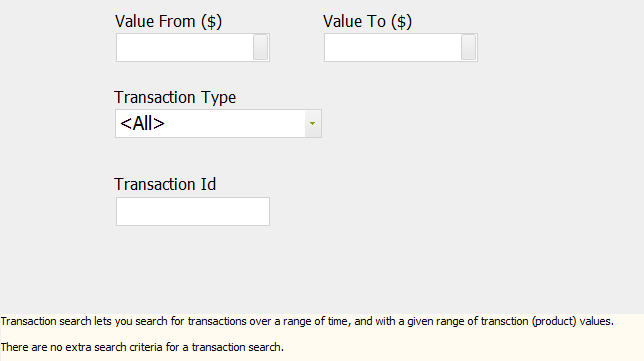 Value From ($) Value To ($)
Transaction Type
<All>
Transaction Id
Transaction search lets you search for transactions over a range of time, and with a given range of transction (product) values.
There are no extra search criteria for a transaction search.